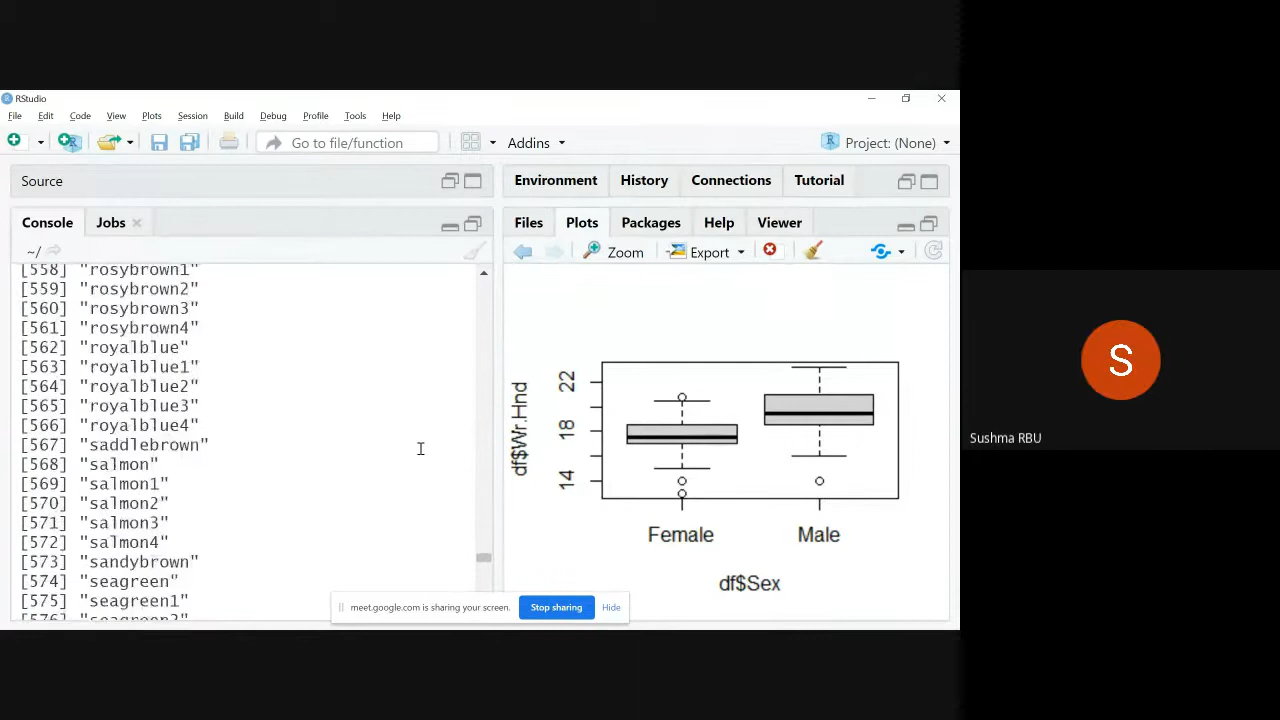 RStudio
File Edit Code View Plots Session Build Debug Profile Tools Help
Go to file/function Addins Project: (None)
Source
Console Jobs
~/
[558] "rosybrown1"
[559] "rosybrown2"
[560] "rosybrown3"
[561] "rosybrown4"
[562] "royalblue"
[563] "royalblue1"
[564] "royalblue2"
[565] "royalblue3"
[566] "royalblue4"
[567] "saddlebrown"
[568] "salmon"
[569] "salmon1"
[570] "salmon2"
[571] "salmon3"
[572] "salmon4"
[573] "sandybrown"
[574] "seagreen"
[575] "seagreen1"
[576] "seagreen2"
Environment History Connections Tutorial
Files Plots Packages Help Viewer
Zoom Export
df$Wr.Hnd
22
18
14
Female Male
df$Sex
meet.google.com is sharing your screen. Stop sharing Hide
S
Sushma RBU